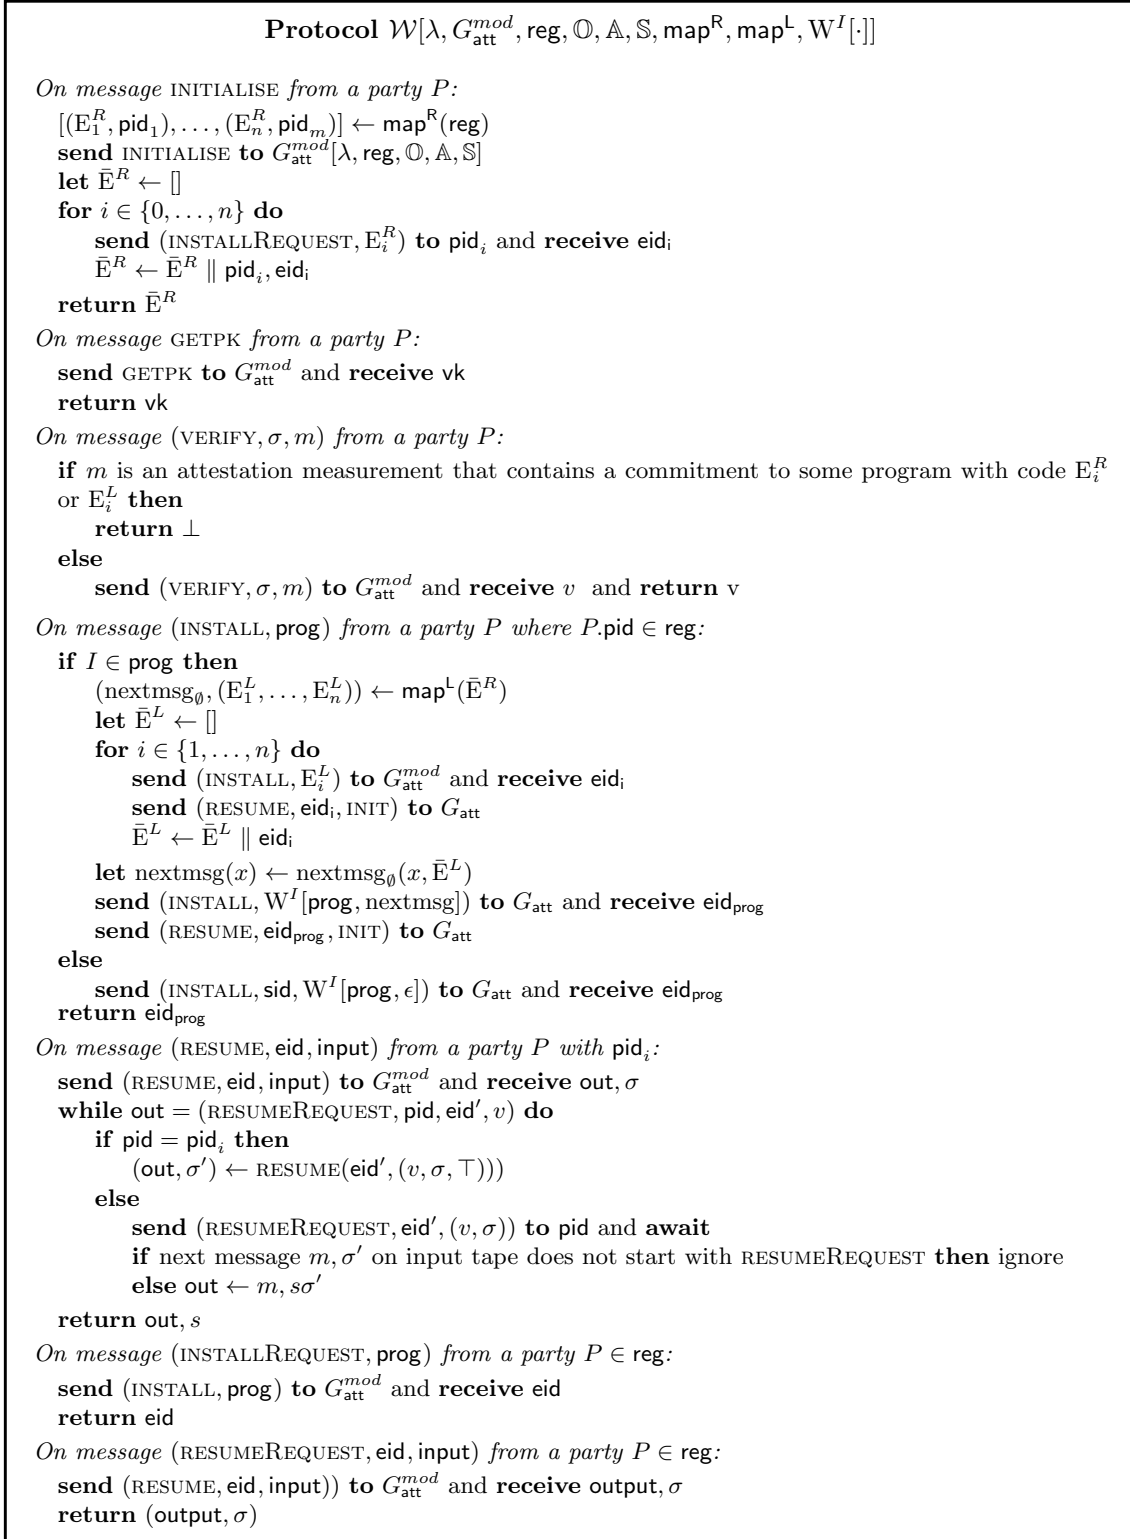 Protocol 𝒲[λ, G_att^mod, reg, 𝕆, 𝔸, 𝕊, map^R, map^L, W^I[·]]
On message INITIALISE from a party P:
[(E_1^R, pid_1), …, (E_n^R, pid_m)] ← map^R(reg)
send INITIALISE to G_att^mod[λ, reg, 𝕆, 𝔸, 𝕊]
let Ē^R ← []
for i ∈ {0, …, n} do
send (INSTALLREQUEST, E_i^R) to pid_i and receive eid_i
Ē^R ← Ē^R ∥ pid_i, eid_i
return Ē^R
On message GETPK from a party P:
send GETPK to G_att^mod and receive vk
return vk
On message (VERIFY, σ, m) from a party P:
if m is an attestation measurement that contains a commitment to some program with code E_i^R
or E_i^L then
return ⊥
else
send (VERIFY, σ, m) to G_att^mod and receive v and return v
On message (INSTALL, prog) from a party P where P.pid ∈ reg:
if I ∈ prog then
(nextmsg_∅, (E_1^L, …, E_n^L)) ← map^L(Ē^R)
let Ē^L ← []
for i ∈ {1, …, n} do
send (INSTALL, E_i^L) to G_att^mod and receive eid_i
send (RESUME, eid_i, INIT) to G_att
Ē^L ← Ē^L ∥ eid_i
let nextmsg(x) ← nextmsg_∅(x, Ē^L)
send (INSTALL, W^I[prog, nextmsg]) to G_att and receive eid_prog
send (RESUME, eid_prog, INIT) to G_att
else
send (INSTALL, sid, W^I[prog, ϵ]) to G_att and receive eid_prog
return eid_prog
On message (RESUME, eid, input) from a party P with pid_i:
send (RESUME, eid, input) to G_att^mod and receive out, σ
while out = (RESUMEREQUEST, pid, eid′, v) do
if pid = pid_i then
(out, σ′) ← RESUME(eid′, (v, σ, ⊤)))
else
send (RESUMEREQUEST, eid′, (v, σ)) to pid and await
if next message m, σ′ on input tape does not start with RESUMEREQUEST then ignore
else out ← m, sσ′
return out, s
On message (INSTALLREQUEST, prog) from a party P ∈ reg:
send (INSTALL, prog) to G_att^mod and receive eid
return eid
On message (RESUMEREQUEST, eid, input) from a party P ∈ reg:
send (RESUME, eid, input)) to G_att^mod and receive output, σ
return (output, σ)